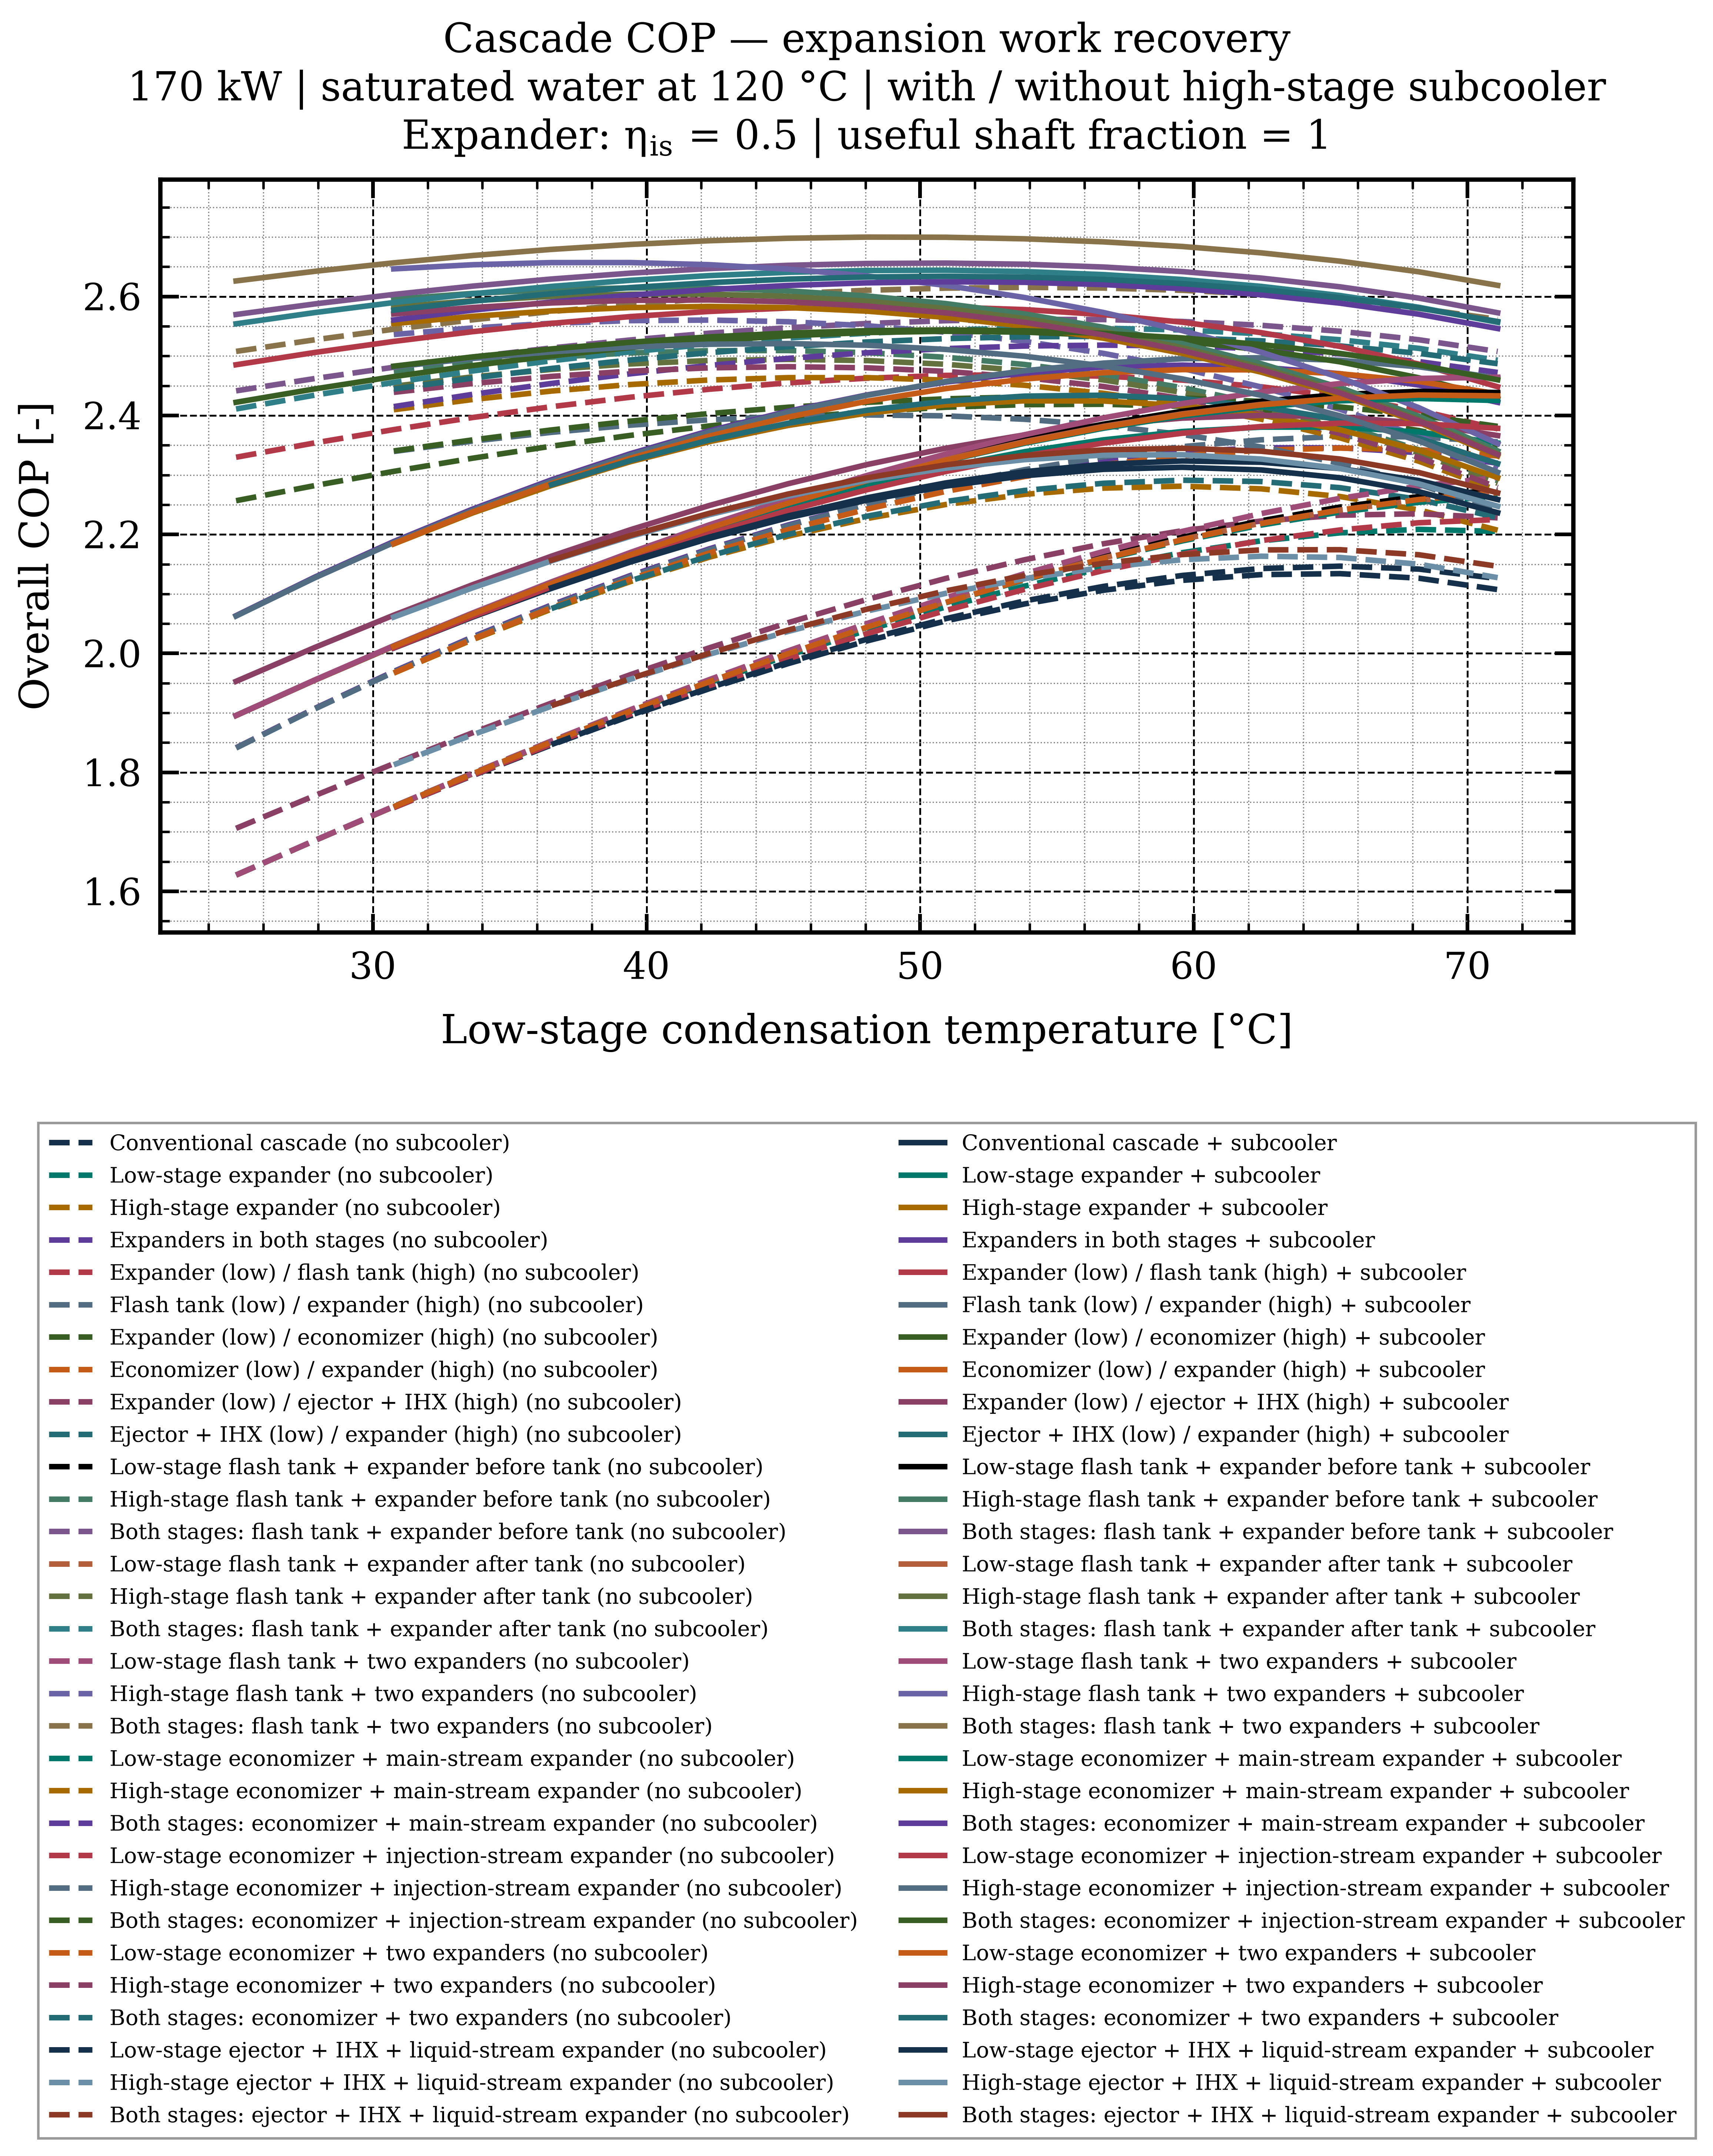 Cascade COP — expansion work recovery
170 kW | saturated water at 120 °C | with / without high-stage subcooler
Expander: ηis = 0.5 | useful shaft fraction = 1
Overall COP [-]
2.6
2.4
2.2
2.0
1.8
1.6
30 40 50 60 70
Low-stage condensation temperature [°C]
Conventional cascade (no subcooler)
Low-stage expander (no subcooler)
High-stage expander (no subcooler)
Expanders in both stages (no subcooler)
Expander (low) / flash tank (high) (no subcooler)
Flash tank (low) / expander (high) (no subcooler)
Expander (low) / economizer (high) (no subcooler)
Economizer (low) / expander (high) (no subcooler)
Expander (low) / ejector + IHX (high) (no subcooler)
Ejector + IHX (low) / expander (high) (no subcooler)
Low-stage flash tank + expander before tank (no subcooler)
High-stage flash tank + expander before tank (no subcooler)
Both stages: flash tank + expander before tank (no subcooler)
Low-stage flash tank + expander after tank (no subcooler)
High-stage flash tank + expander after tank (no subcooler)
Both stages: flash tank + expander after tank (no subcooler)
Low-stage flash tank + two expanders (no subcooler)
High-stage flash tank + two expanders (no subcooler)
Both stages: flash tank + two expanders (no subcooler)
Low-stage economizer + main-stream expander (no subcooler)
High-stage economizer + main-stream expander (no subcooler)
Both stages: economizer + main-stream expander (no subcooler)
Low-stage economizer + injection-stream expander (no subcooler)
High-stage economizer + injection-stream expander (no subcooler)
Both stages: economizer + injection-stream expander (no subcooler)
Low-stage economizer + two expanders (no subcooler)
High-stage economizer + two expanders (no subcooler)
Both stages: economizer + two expanders (no subcooler)
Low-stage ejector + IHX + liquid-stream expander (no subcooler)
High-stage ejector + IHX + liquid-stream expander (no subcooler)
Both stages: ejector + IHX + liquid-stream expander (no subcooler)
Conventional cascade + subcooler
Low-stage expander + subcooler
High-stage expander + subcooler
Expanders in both stages + subcooler
Expander (low) / flash tank (high) + subcooler
Flash tank (low) / expander (high) + subcooler
Expander (low) / economizer (high) + subcooler
Economizer (low) / expander (high) + subcooler
Expander (low) / ejector + IHX (high) + subcooler
Ejector + IHX (low) / expander (high) + subcooler
Low-stage flash tank + expander before tank + subcooler
High-stage flash tank + expander before tank + subcooler
Both stages: flash tank + expander before tank + subcooler
Low-stage flash tank + expander after tank + subcooler
High-stage flash tank + expander after tank + subcooler
Both stages: flash tank + expander after tank + subcooler
Low-stage flash tank + two expanders + subcooler
High-stage flash tank + two expanders + subcooler
Both stages: flash tank + two expanders + subcooler
Low-stage economizer + main-stream expander + subcooler
High-stage economizer + main-stream expander + subcooler
Both stages: economizer + main-stream expander + subcooler
Low-stage economizer + injection-stream expander + subcooler
High-stage economizer + injection-stream expander + subcooler
Both stages: economizer + injection-stream expander + subcooler
Low-stage economizer + two expanders + subcooler
High-stage economizer + two expanders + subcooler
Both stages: economizer + two expanders + subcooler
Low-stage ejector + IHX + liquid-stream expander + subcooler
High-stage ejector + IHX + liquid-stream expander + subcooler
Both stages: ejector + IHX + liquid-stream expander + subcooler